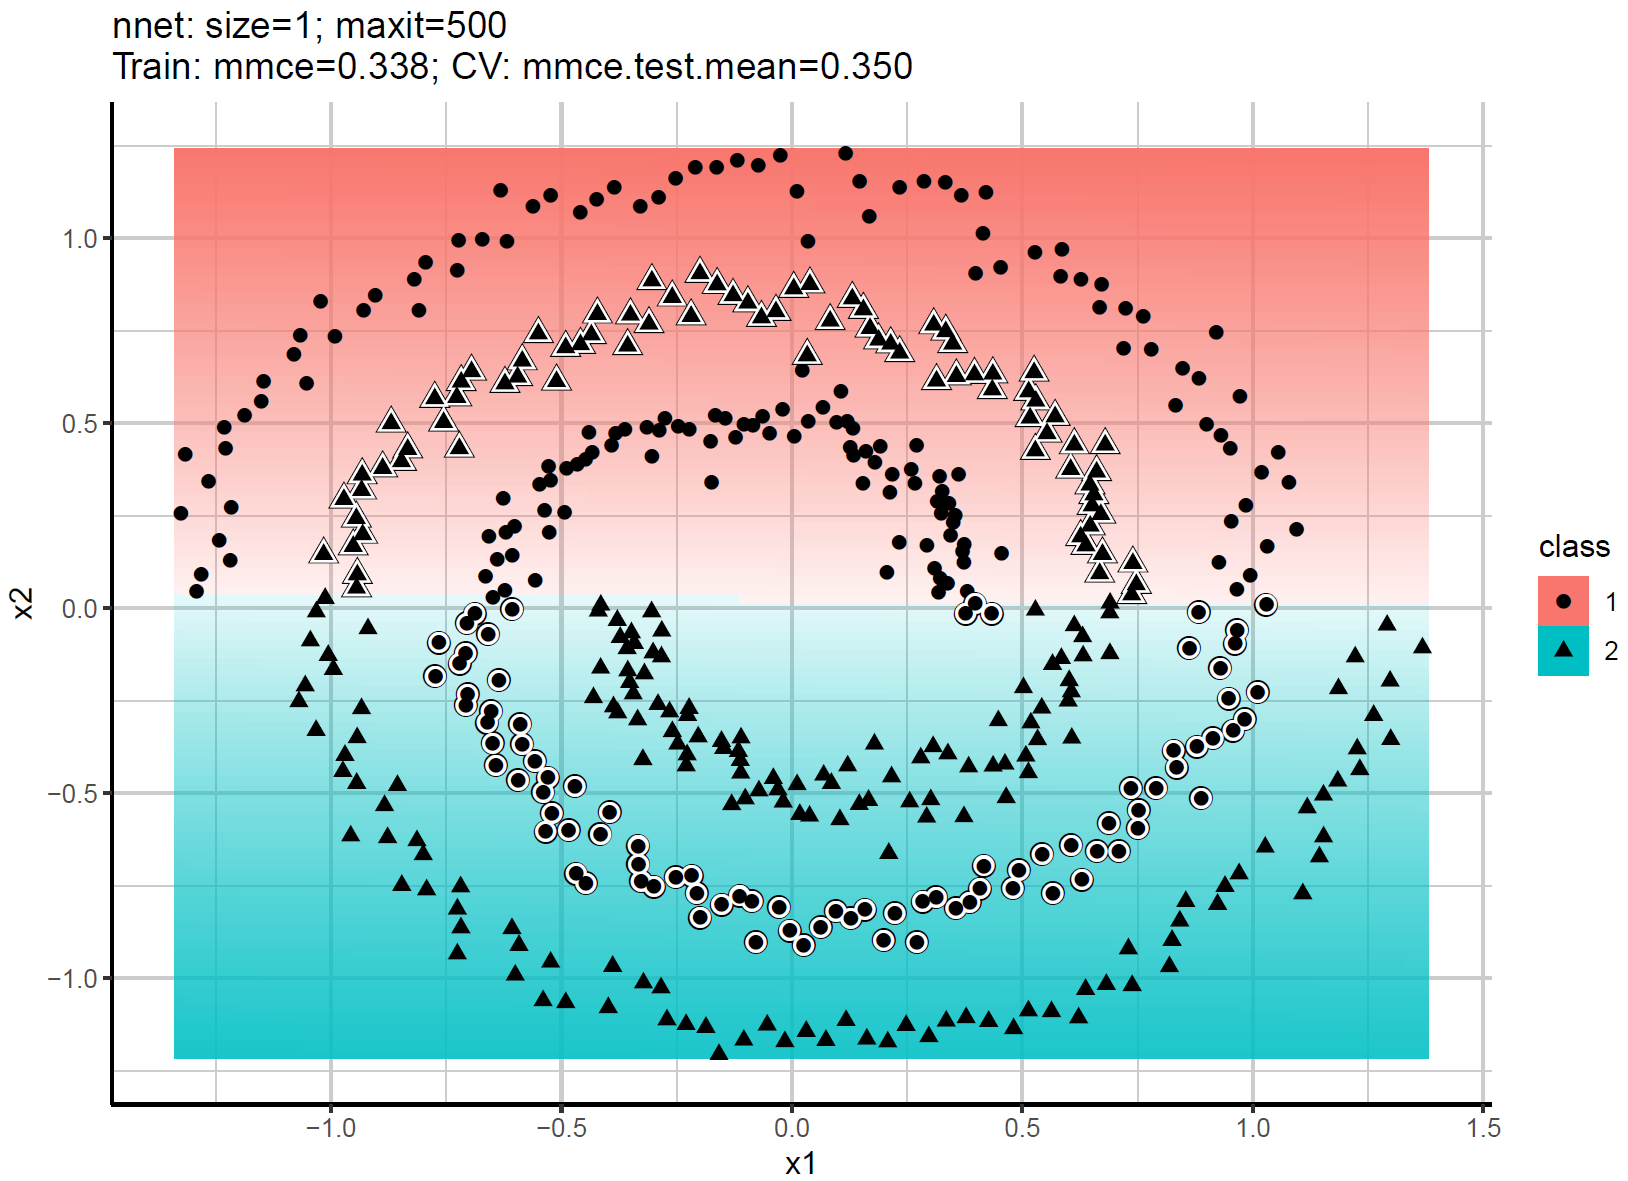 nnet: size=1; maxit=500
Train: mmce=0.338; CV: mmce.test.mean=0.350
1.0
0.5
0.0
−0.5
−1.0
x2
−1.0
−0.5
0.0
0.5
1.0
1.5
x1
class
1
2